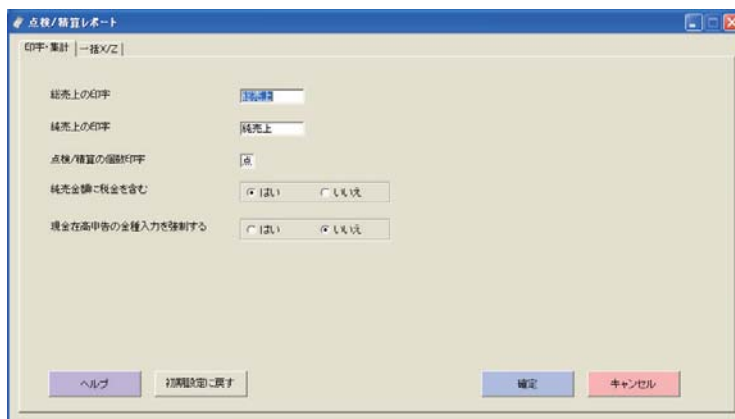 点検/精算レポート
印字・集計 一括X/Z
総売上の印字 総売上
純売上の印字 純売上
点検/精算の個数印字 点
純売金額に税金を含む はい いいえ
現金在高申告の金種入力を強制する はい いいえ
ヘルプ 初期設定に戻す 確定 キャンセル